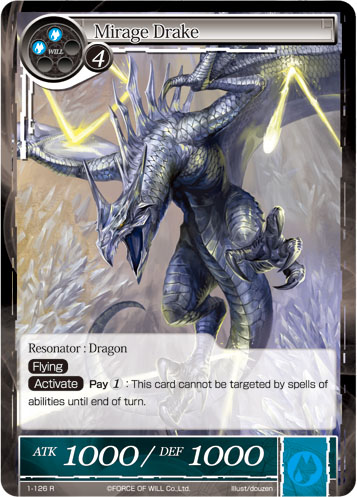 Mirage Drake
WILL
4
Resonator : Dragon
Flying
Activate Pay 1 : This card cannot be targeted by spells of
abilities until end of turn.
ATK 1000 / DEF 1000
1-126 R ©FORCE OF WILL Co.,Ltd. Illust/douzen